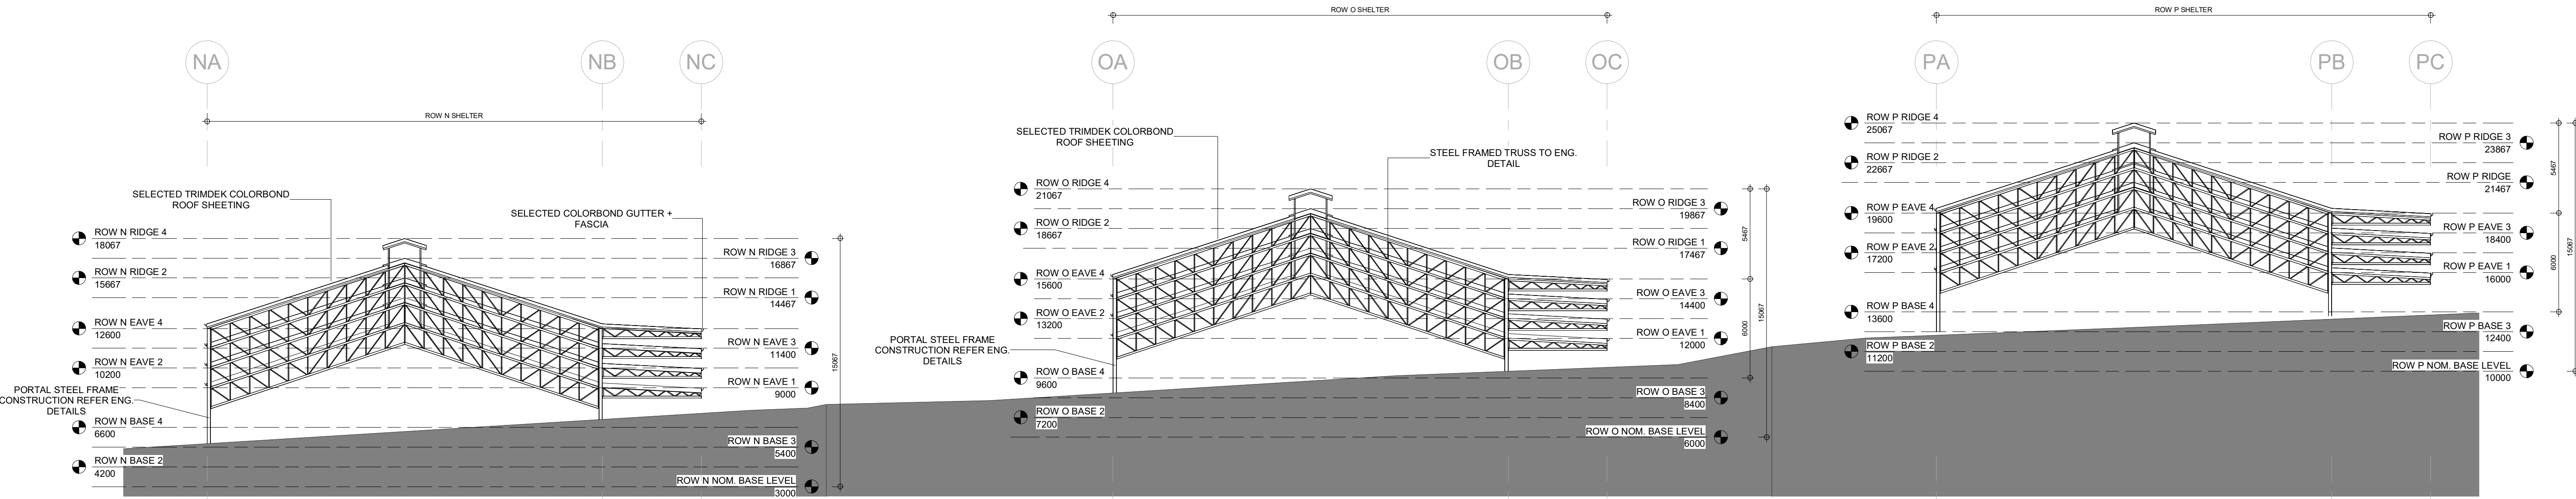 ROW O SHELTER
ROW P SHELTER
NA
NB
NC
OA
OB
OC
PA
PB
PC
ROW N SHELTER
SELECTED TRIMDEK COLORBOND
ROOF SHEETING
SELECTED COLORBOND GUTTER +
FASCIA
ROW N RIDGE 4
18067
ROW N RIDGE 2
15667
ROW N EAVE 4
12600
ROW N EAVE 2
10200
PORTAL STEEL FRAME
CONSTRUCTION REFER ENG.
DETAILS
ROW N BASE 4
6600
ROW N BASE 2
4200
ROW N RIDGE 3
16867
ROW N RIDGE 1
14467
ROW N EAVE 3
11400
ROW N EAVE 1
9000
ROW N BASE 3
5400
ROW N NOM. BASE LEVEL
3000
15067
SELECTED TRIMDEK COLORBOND
ROOF SHEETING
STEEL FRAMED TRUSS TO ENG.
DETAIL
ROW O RIDGE 4
21067
ROW O RIDGE 2
18667
ROW O EAVE 4
15600
ROW O EAVE 2
13200
PORTAL STEEL FRAME
CONSTRUCTION REFER ENG.
DETAILS
ROW O BASE 4
9600
ROW O BASE 2
7200
ROW O RIDGE 3
19867
ROW O RIDGE 1
17467
ROW O EAVE 3
14400
ROW O EAVE 1
12000
ROW O BASE 3
8400
ROW O NOM. BASE LEVEL
6000
5467
6000
15067
ROW P RIDGE 4
25067
ROW P RIDGE 2
22667
ROW P EAVE 4
19600
ROW P EAVE 2
17200
ROW P BASE 4
13600
ROW P BASE 2
11200
ROW P RIDGE 3
23867
ROW P RIDGE
21467
ROW P EAVE 3
18400
ROW P EAVE 1
16000
ROW P BASE 3
12400
ROW P NOM. BASE LEVEL
10000
5467
6000
15067